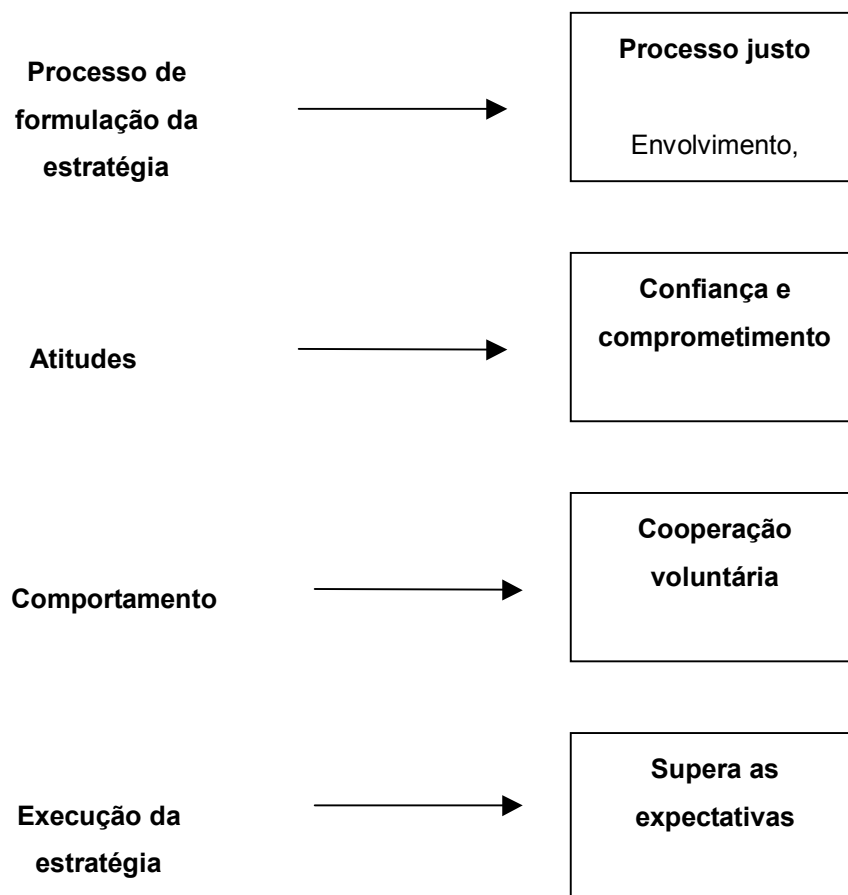 Processo de
formulação da
estratégia
Processo justo
Envolvimento,
Atitudes
Confiança e
comprometimento
Comportamento
Cooperação
voluntária
Execução da
estratégia
Supera as
expectativas